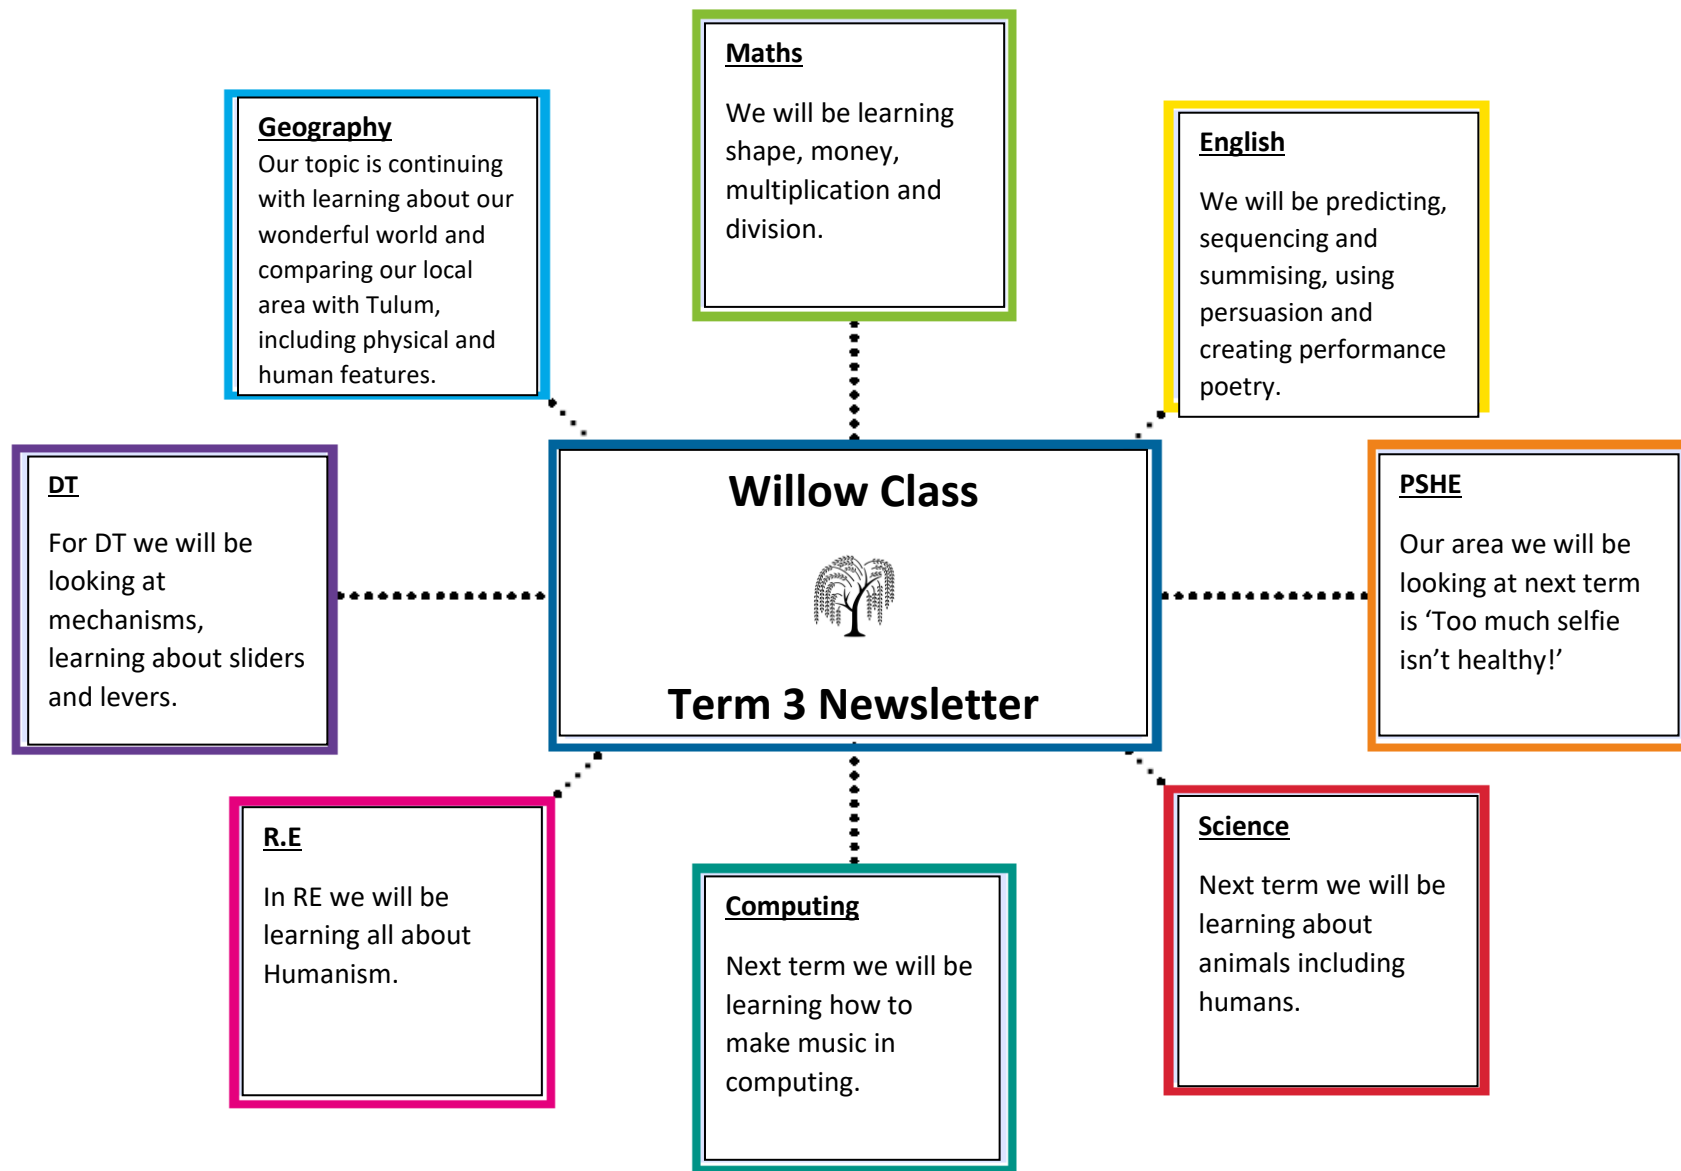 Maths
We will be learning
shape, money,
multiplication and
division.
Geography
Our topic is continuing
with learning about our
wonderful world and
comparing our local
area with Tulum,
including physical and
human features.
English
We will be predicting,
sequencing and
summising, using
persuasion and
creating performance
poetry.
DT
For DT we will be
looking at
mechanisms,
learning about sliders
and levers.
Willow Class
Term 3 Newsletter
PSHE
Our area we will be
looking at next term
is ‘Too much selfie
isn’t healthy!’
R.E
In RE we will be
learning all about
Humanism.
Computing
Next term we will be
learning how to
make music in
computing.
Science
Next term we will be
learning about
animals including
humans.